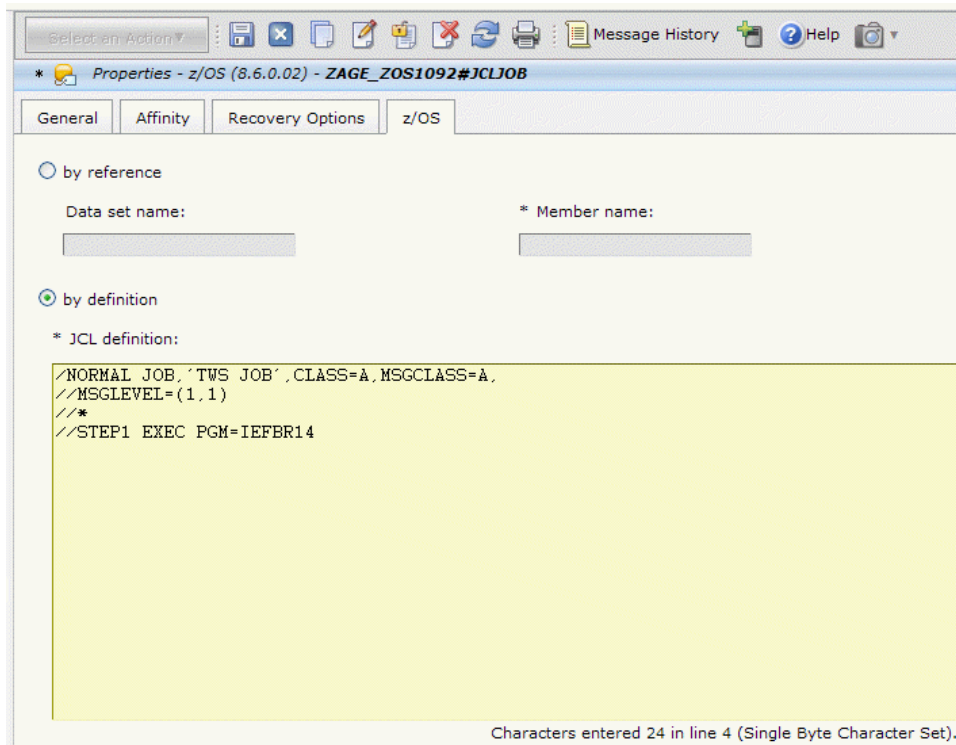 Select an Action ▼ Message History Help ▼
* Properties - z/OS (8.6.0.02) - ZAGE_ZOS1092#JCLJOB
General Affinity Recovery Options z/OS
by reference
Data set name: * Member name:
by definition
* JCL definition:
/NORMAL JOB,'TWS JOB',CLASS=A,MSGCLASS=A,
//MSGLEVEL=(1,1)
//*
//STEP1 EXEC PGM=IEFBR14
Characters entered 24 in line 4 (Single Byte Character Set).